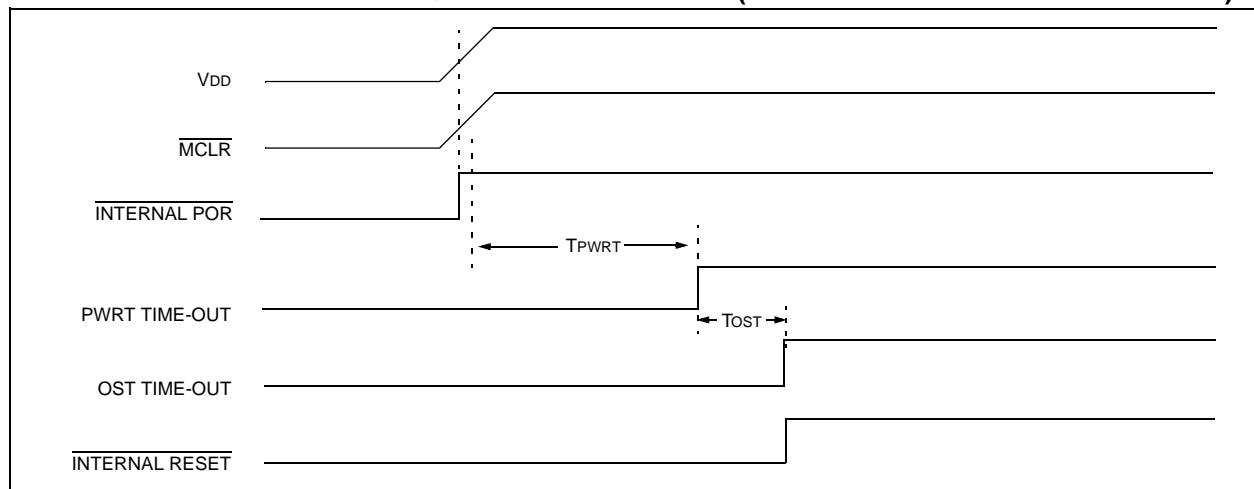 VDD
MCLR
INTERNAL POR
TPWRT
PWRT TIME-OUT
TOST
OST TIME-OUT
INTERNAL RESET